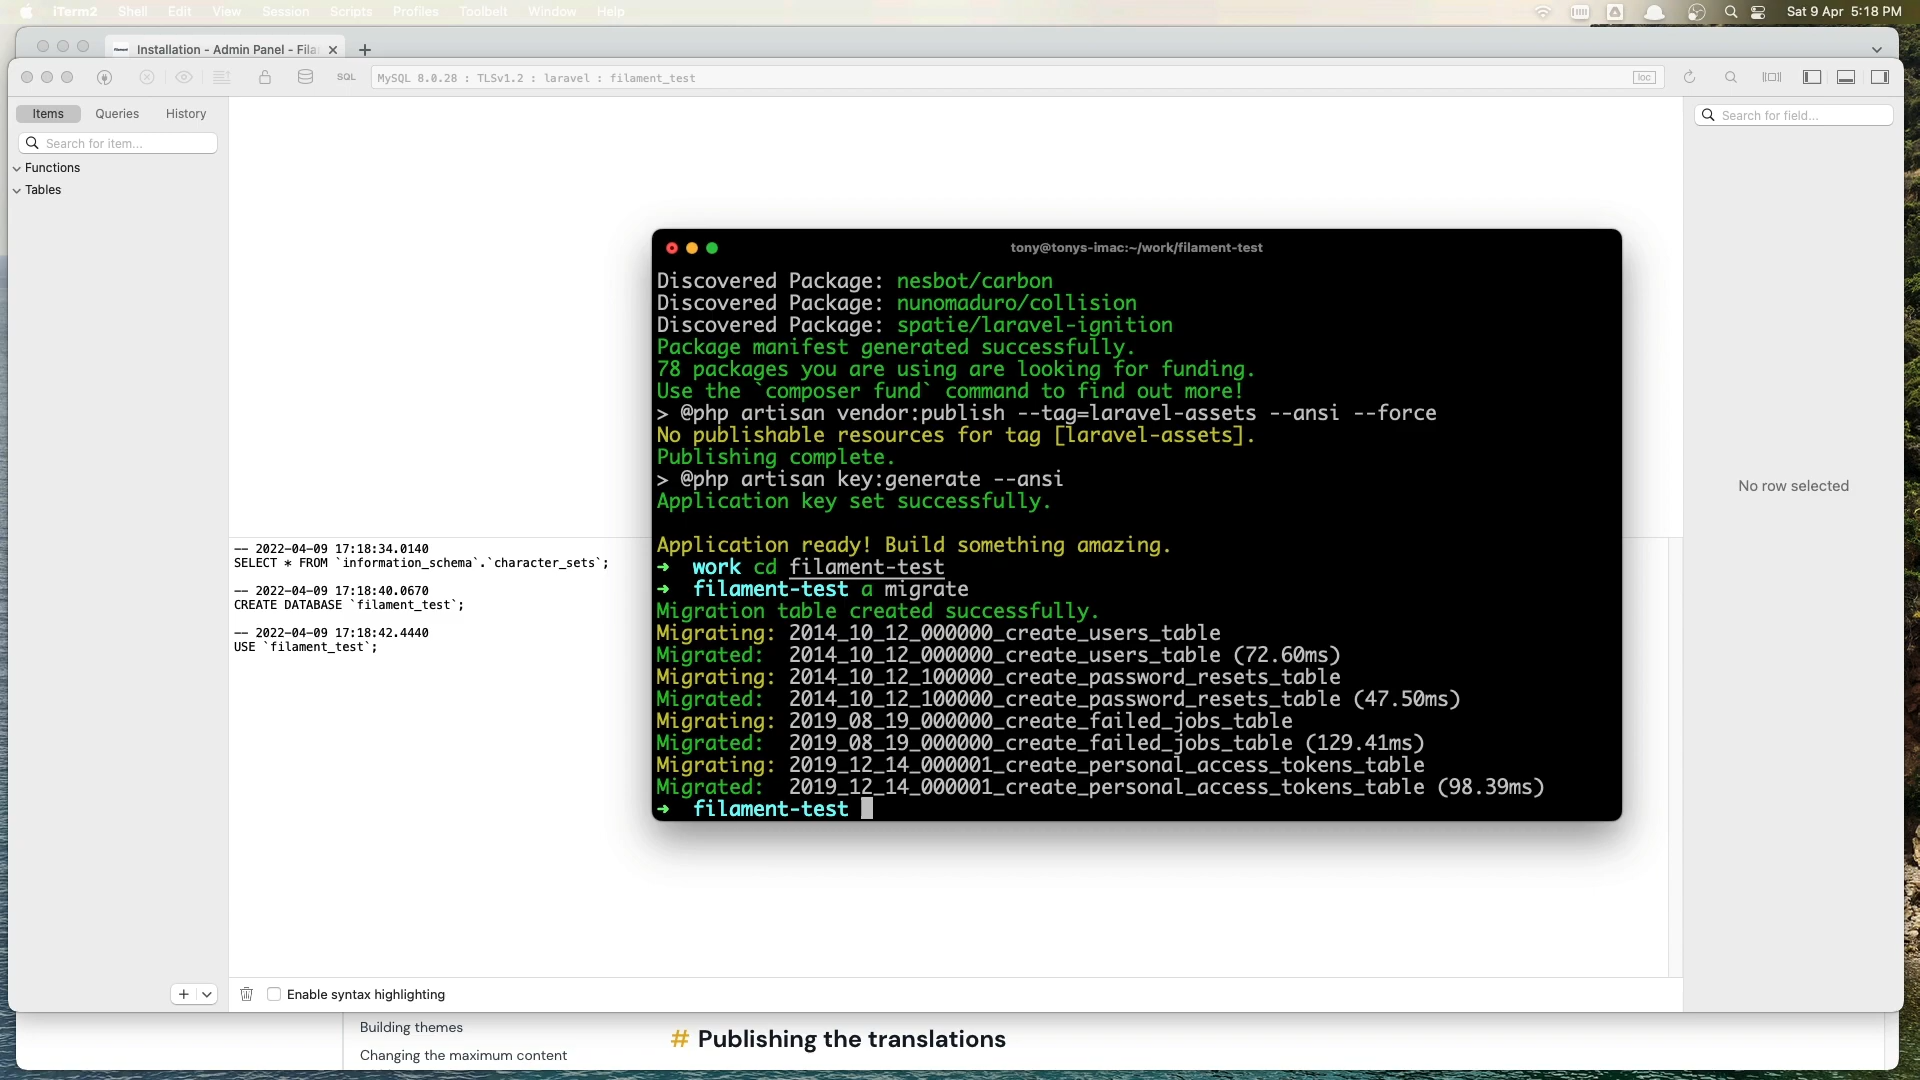 iTerm2 Shell Edit View Session Scripts Profiles Toolbelt Window Help
Sat 9 Apr 5:18 PM
Installation - Admin Panel - Fila
SQL
MySQL 8.0.28 : TLSv1.2 : laravel : filament_test
loc
Items Queries History
Search for item...
Functions
Tables
Search for field...
No row selected
-- 2022-04-09 17:18:34.0140
SELECT * FROM `information_schema`.`character_sets`;
-- 2022-04-09 17:18:40.0670
CREATE DATABASE `filament_test`;
-- 2022-04-09 17:18:42.4440
USE `filament_test`;
tony@tonys-imac:~/work/filament-test
Discovered Package: nesbot/carbon
Discovered Package: nunomaduro/collision
Discovered Package: spatie/laravel-ignition
Package manifest generated successfully.
78 packages you are using are looking for funding.
Use the `composer fund` command to find out more!
> @php artisan vendor:publish --tag=laravel-assets --ansi --force
No publishable resources for tag [laravel-assets].
Publishing complete.
> @php artisan key:generate --ansi
Application key set successfully.
Application ready! Build something amazing.
➜ work cd filament-test
➜ filament-test a migrate
Migration table created successfully.
Migrating: 2014_10_12_000000_create_users_table
Migrated: 2014_10_12_000000_create_users_table (72.60ms)
Migrating: 2014_10_12_100000_create_password_resets_table
Migrated: 2014_10_12_100000_create_password_resets_table (47.50ms)
Migrating: 2019_08_19_000000_create_failed_jobs_table
Migrated: 2019_08_19_000000_create_failed_jobs_table (129.41ms)
Migrating: 2019_12_14_000001_create_personal_access_tokens_table
Migrated: 2019_12_14_000001_create_personal_access_tokens_table (98.39ms)
➜ filament-test
Enable syntax highlighting
Building themes
Changing the maximum content
# Publishing the translations